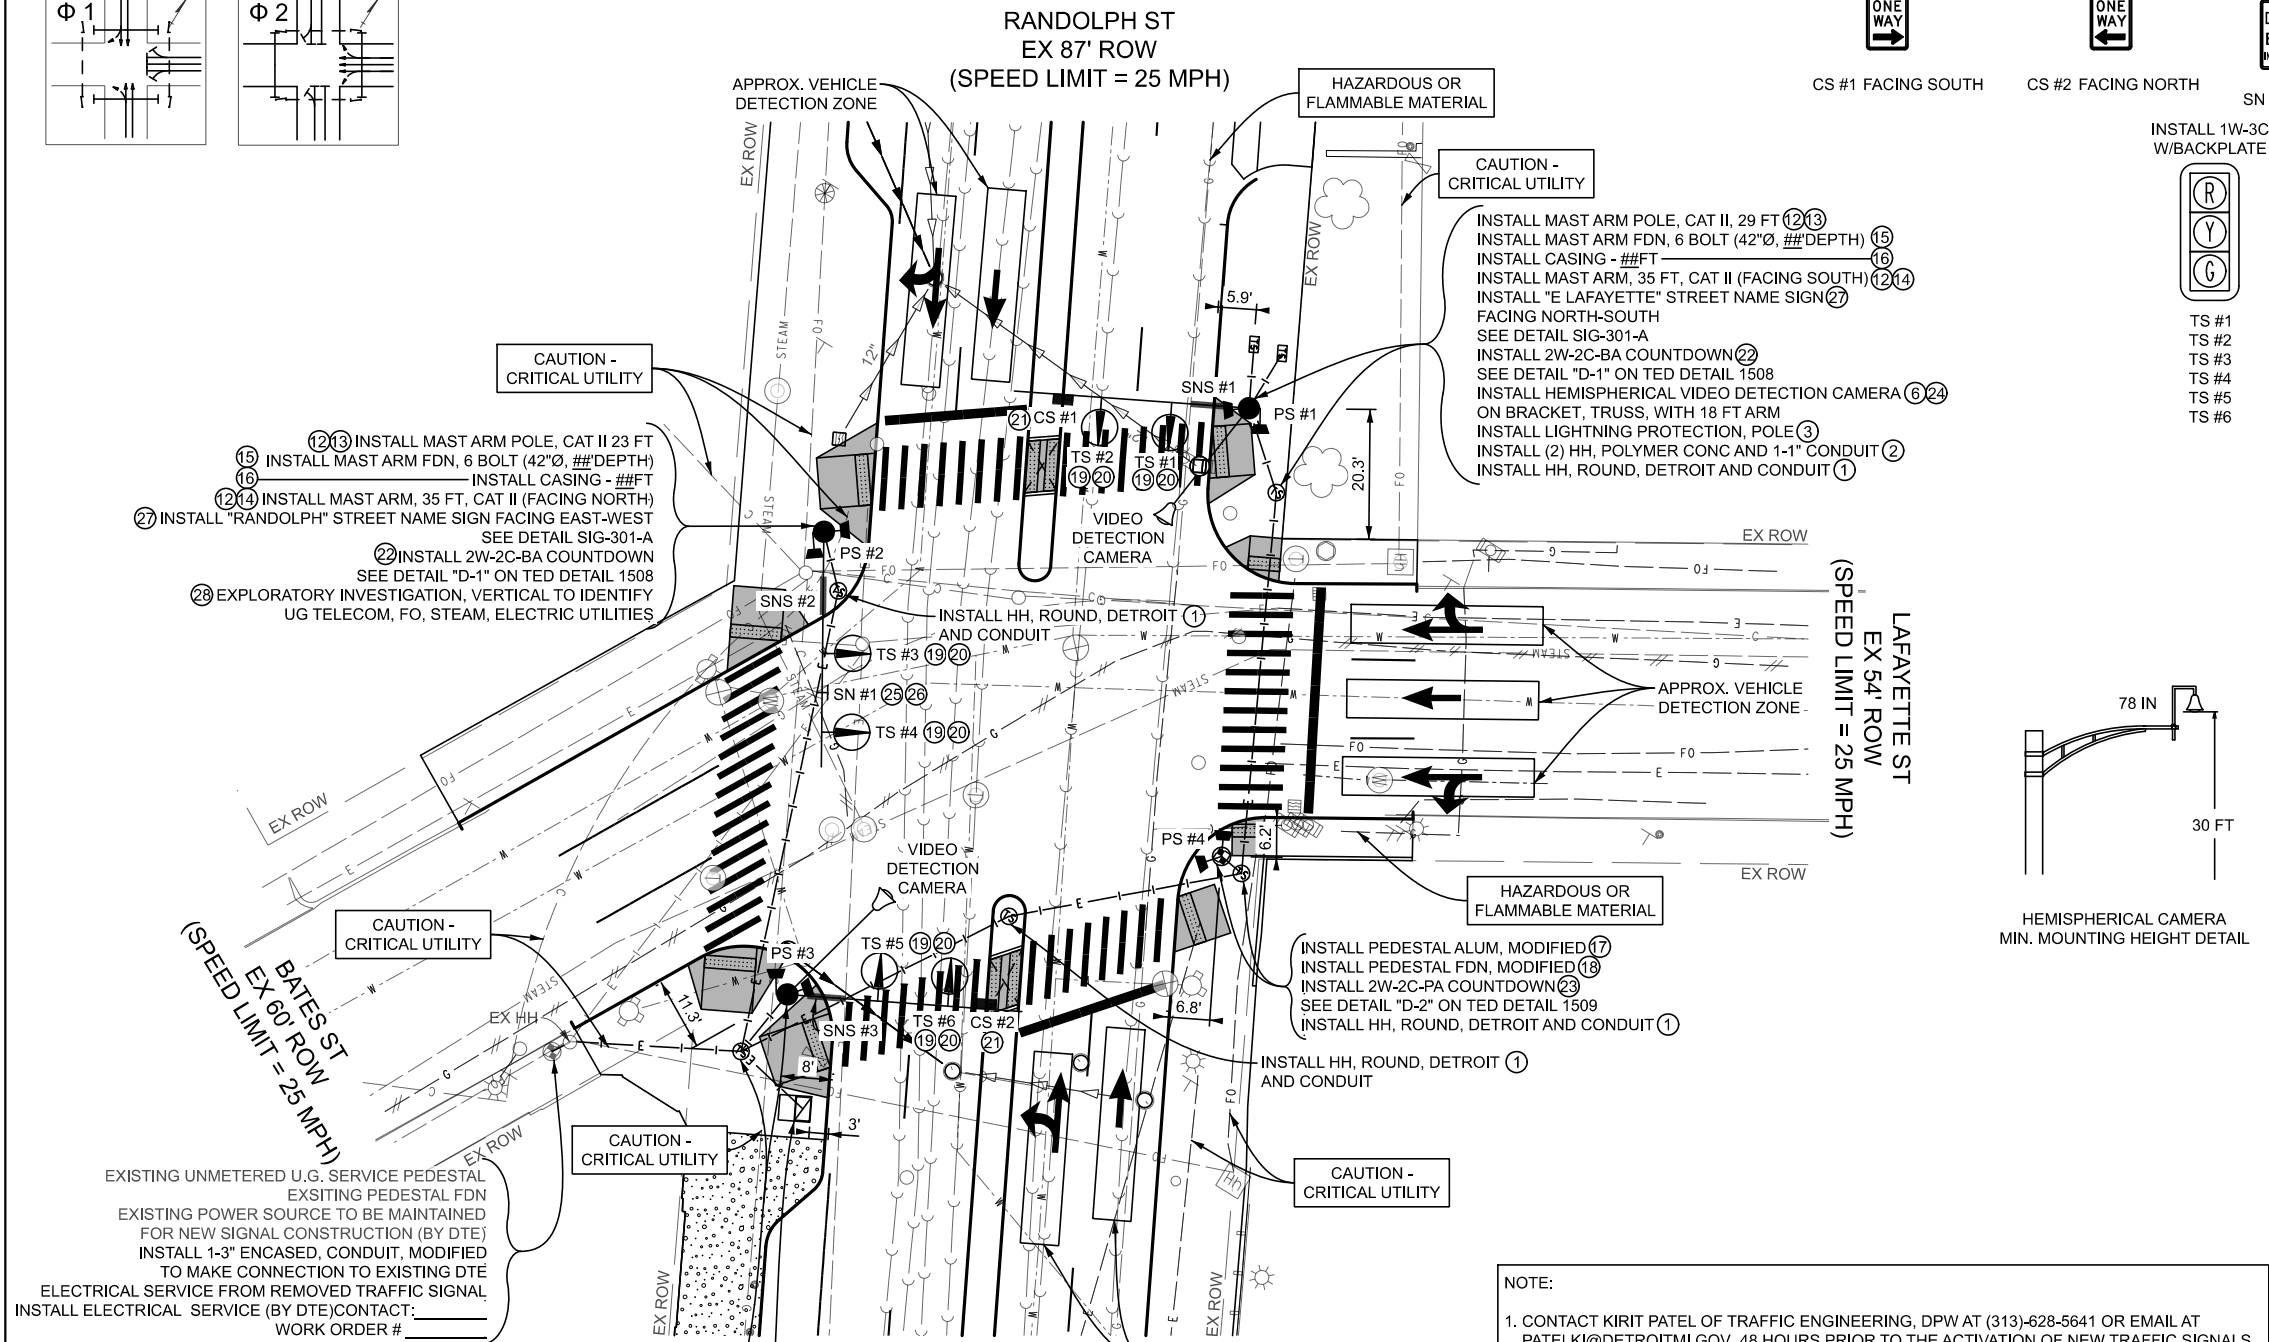 Φ 1
Φ 2
RANDOLPH ST
EX 87' ROW
(SPEED LIMIT = 25 MPH)
ONE
WAY
CS #1 FACING SOUTH
ONE
WAY
CS #2 FACING NORTH
SN
INSTALL 1W-3C
W/BACKPLATE
R
Y
G
TS #1
TS #2
TS #3
TS #4
TS #5
TS #6
APPROX. VEHICLE
DETECTION ZONE
HAZARDOUS OR
FLAMMABLE MATERIAL
CAUTION -
CRITICAL UTILITY
EX ROW
EX ROW
INSTALL MAST ARM POLE, CAT II, 29 FT 12 13
INSTALL MAST ARM FDN, 6 BOLT (42"Ø, ##'DEPTH) 15
INSTALL CASING - ##FT 16
INSTALL MAST ARM, 35 FT, CAT II (FACING SOUTH) 12 14
INSTALL "E LAFAYETTE" STREET NAME SIGN 27
FACING NORTH-SOUTH
SEE DETAIL SIG-301-A
INSTALL 2W-2C-BA COUNTDOWN 22
SEE DETAIL "D-1" ON TED DETAIL 1508
INSTALL HEMISPHERICAL VIDEO DETECTION CAMERA 6 24
ON BRACKET, TRUSS, WITH 18 FT ARM
INSTALL LIGHTNING PROTECTION, POLE 3
INSTALL (2) HH, POLYMER CONC AND 1-1" CONDUIT 2
INSTALL HH, ROUND, DETROIT AND CONDUIT 1
CAUTION -
CRITICAL UTILITY
12 13 INSTALL MAST ARM POLE, CAT II 23 FT
15 INSTALL MAST ARM FDN, 6 BOLT (42"Ø, ##'DEPTH)
16 INSTALL CASING - ##FT
12 14 INSTALL MAST ARM, 35 FT, CAT II (FACING NORTH)
27 INSTALL "RANDOLPH" STREET NAME SIGN FACING EAST-WEST
SEE DETAIL SIG-301-A
22 INSTALL 2W-2C-BA COUNTDOWN
SEE DETAIL "D-1" ON TED DETAIL 1508
28 EXPLORATORY INVESTIGATION, VERTICAL TO IDENTIFY
UG TELECOM, FO, STEAM, ELECTRIC UTILITIES
STEAM
FO
12"
5.9'
20.3'
SNS #1
PS #1
21 CS #1
TS #2
19 20
TS #1
19 20
VIDEO
DETECTION
CAMERA
PS #2
SNS #2
INSTALL HH, ROUND, DETROIT 1
AND CONDUIT
TS #3 19 20
SN #1 25 26
TS #4 19 20
STEAM
STEAM
EX ROW
APPROX. VEHICLE
DETECTION ZONE
LAFAYETTE ST
EX 54' ROW
(SPEED LIMIT = 25 MPH)
EX ROW
78 IN
30 FT
HEMISPHERICAL CAMERA
MIN. MOUNTING HEIGHT DETAIL
EX ROW
PS #4
6.2'
HAZARDOUS OR
FLAMMABLE MATERIAL
INSTALL PEDESTAL ALUM, MODIFIED 17
INSTALL PEDESTAL FDN, MODIFIED 18
INSTALL 2W-2C-PA COUNTDOWN 23
SEE DETAIL "D-2" ON TED DETAIL 1509
INSTALL HH, ROUND, DETROIT AND CONDUIT 1
VIDEO
DETECTION
CAMERA
PS #3
TS #5 19 20
SNS #3
TS #6
19 20
CS #2
21
6.8'
INSTALL HH, ROUND, DETROIT 1
AND CONDUIT
CAUTION -
CRITICAL UTILITY
BATES ST
EX 60' ROW
(SPEED LIMIT = 25 MPH)
EX HH
STEAM
11.3'
8'
3'
EX ROW
CAUTION -
CRITICAL UTILITY
CAUTION -
CRITICAL UTILITY
EXISTING UNMETERED U.G. SERVICE PEDESTAL
EXSITING PEDESTAL FDN
EXISTING POWER SOURCE TO BE MAINTAINED
FOR NEW SIGNAL CONSTRUCTION (BY DTE)
INSTALL 1-3" ENCASED, CONDUIT, MODIFIED
TO MAKE CONNECTION TO EXISTING DTE
ELECTRICAL SERVICE FROM REMOVED TRAFFIC SIGNAL
INSTALL ELECTRICAL SERVICE (BY DTE)CONTACT:
WORK ORDER #
EX ROW
EX ROW
NOTE:
1. CONTACT KIRIT PATEL OF TRAFFIC ENGINEERING, DPW AT (313)-628-5641 OR EMAIL AT
PATELKI@DETROITMI.GOV, 48 HOURS PRIOR TO THE ACTIVATION OF NEW TRAFFIC SIGNALS